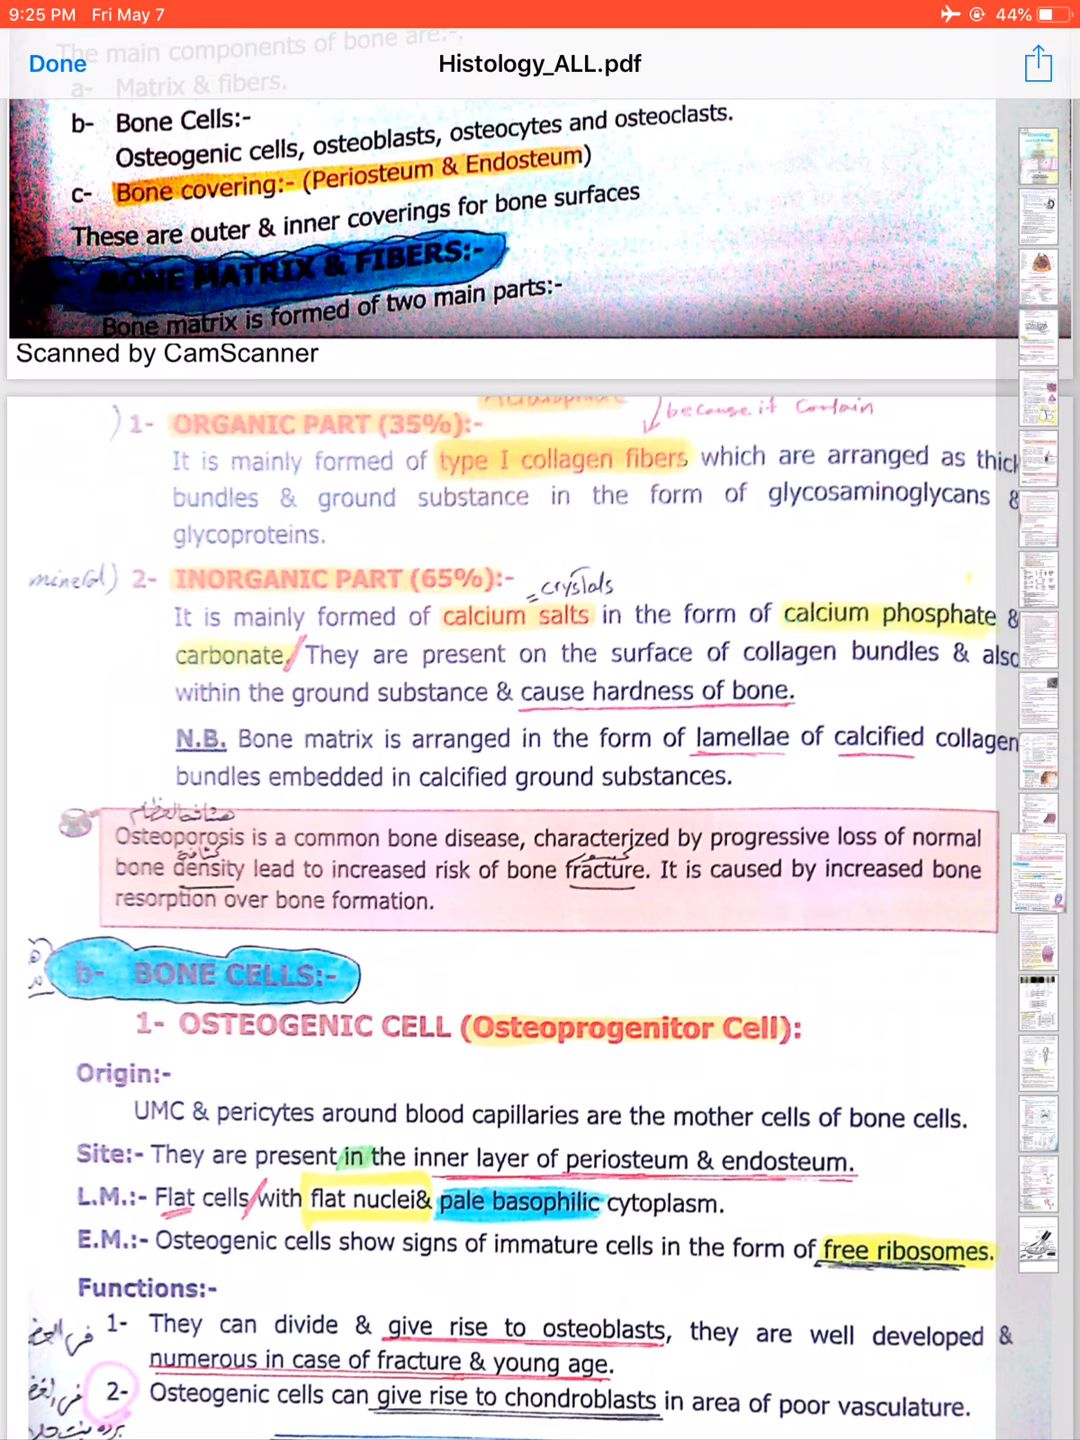 9:25 PM Fri May 7
44%
The main components of bone are:-
Done
Histology_ALL.pdf
a- Matrix & fibers.
b- Bone Cells:-
Osteogenic cells, osteoblasts, osteocytes and osteoclasts.
c- Bone covering:- (Periosteum & Endosteum)
These are outer & inner coverings for bone surfaces
BONE MATRIX & FIBERS:-
Bone matrix is formed of two main parts:-
Scanned by CamScanner
because it Contain
1- ORGANIC PART (35%):-
It is mainly formed of type I collagen fibers which are arranged as thick
bundles & ground substance in the form of glycosaminoglycans &
glycoproteins.
mineral) 2- INORGANIC PART (65%):-
= crystals
It is mainly formed of calcium salts in the form of calcium phosphate &
carbonate. They are present on the surface of collagen bundles & also
within the ground substance & cause hardness of bone.
N.B. Bone matrix is arranged in the form of lamellae of calcified collagen
bundles embedded in calcified ground substances.
Osteoporosis is a common bone disease, characterized by progressive loss of normal
bone density lead to increased risk of bone fracture. It is caused by increased bone
resorption over bone formation.
b- BONE CELLS:-
1- OSTEOGENIC CELL (Osteoprogenitor Cell):
Origin:-
UMC & pericytes around blood capillaries are the mother cells of bone cells.
Site:- They are present in the inner layer of periosteum & endosteum.
L.M.:- Flat cells with flat nuclei& pale basophilic cytoplasm.
E.M.:- Osteogenic cells show signs of immature cells in the form of free ribosomes.
Functions:-
1- They can divide & give rise to osteoblasts, they are well developed &
numerous in case of fracture & young age.
2- Osteogenic cells can give rise to chondroblasts in area of poor vasculature.